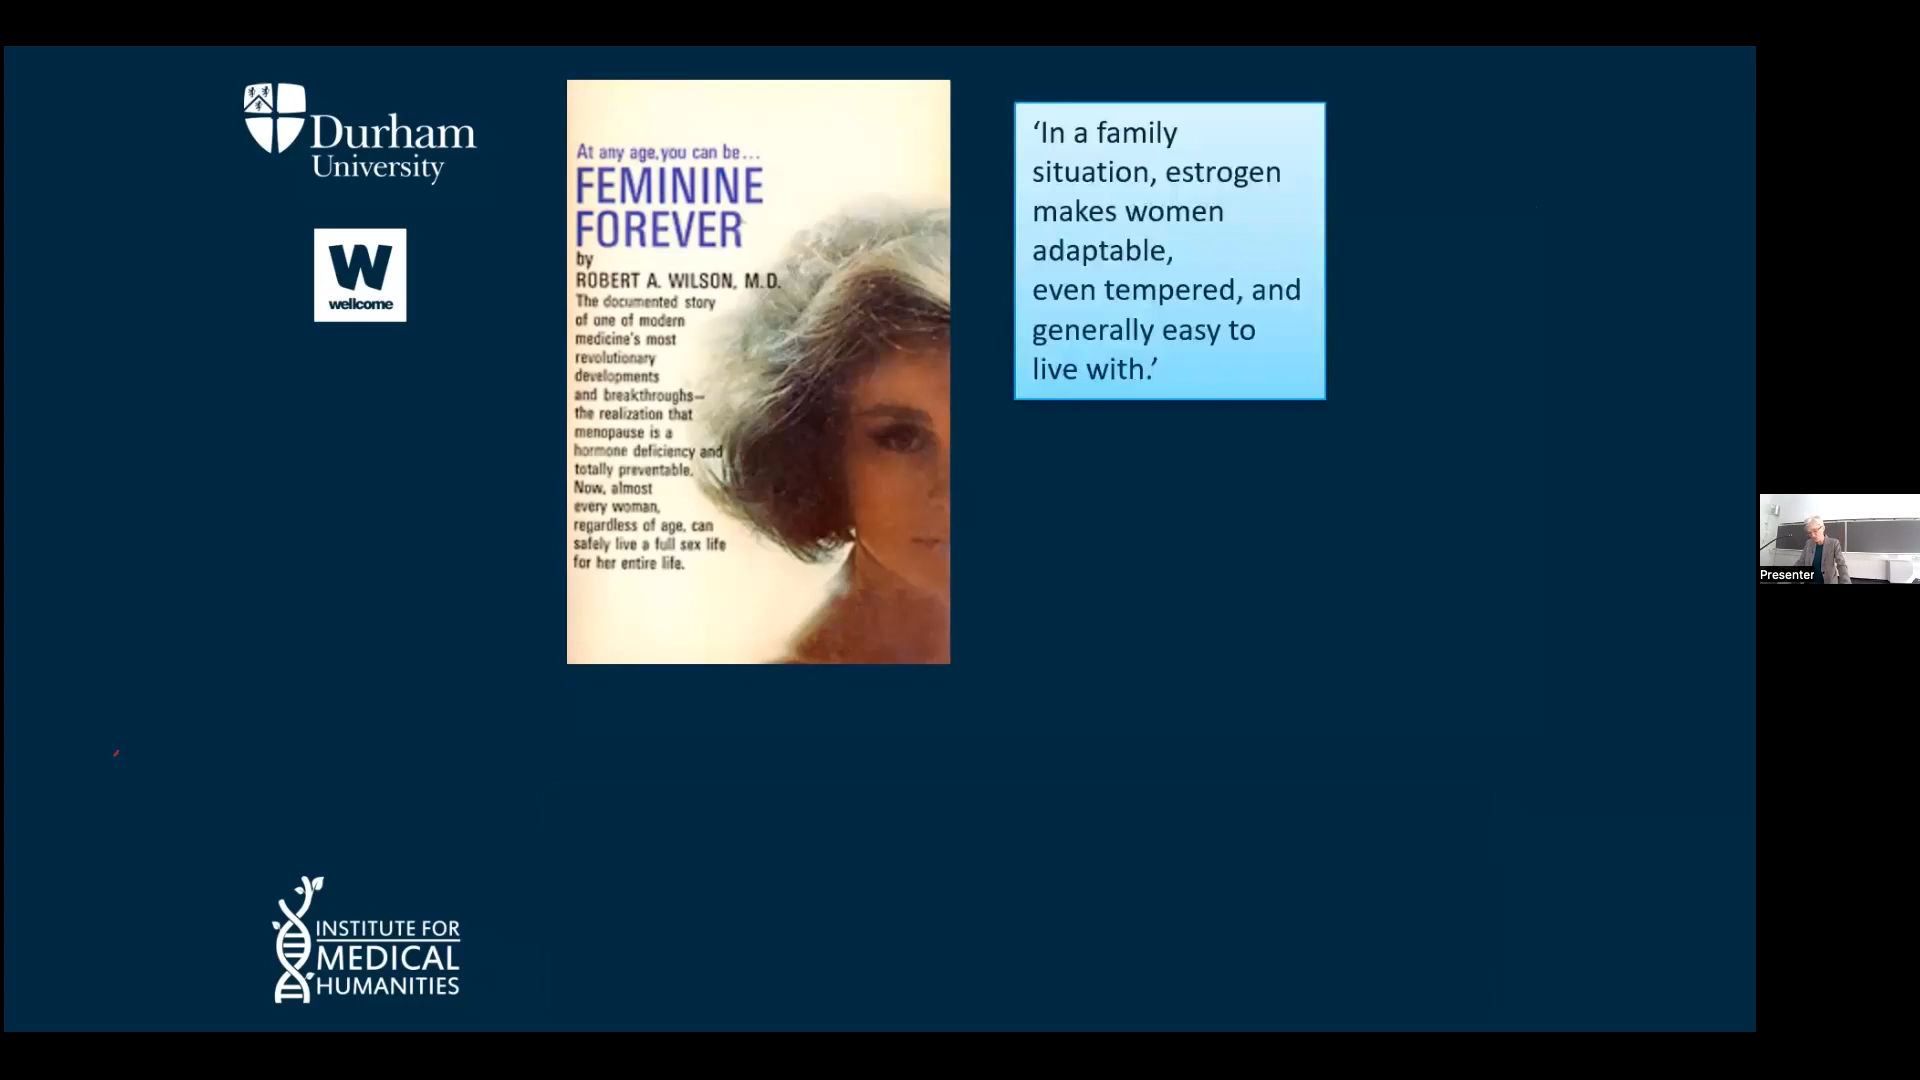 Durham
University
wellcome
At any age, you can be...
FEMININE
FOREVER
by
ROBERT A. WILSON, M.D.
The documented story
of one of modern
medicine's most
revolutionary
developments
and breakthroughs—
the realization that
menopause is a
hormone deficiency and
totally preventable.
Now, almost
every woman,
regardless of age, can
safely live a full sex life
for her entire life.
‘In a family
situation, estrogen
makes women
adaptable,
even tempered, and
generally easy to
live with.’
INSTITUTE FOR
MEDICAL
HUMANITIES
Presenter